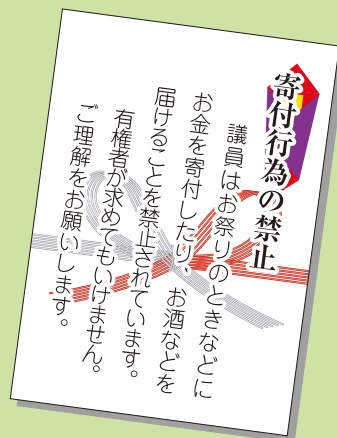 寄付行為の禁止
議員はお祭りのときなどに
お金を寄付したり、お酒などを
届けることを禁止されています。
有権者が求めてもいけません。
ご理解をお願いします。